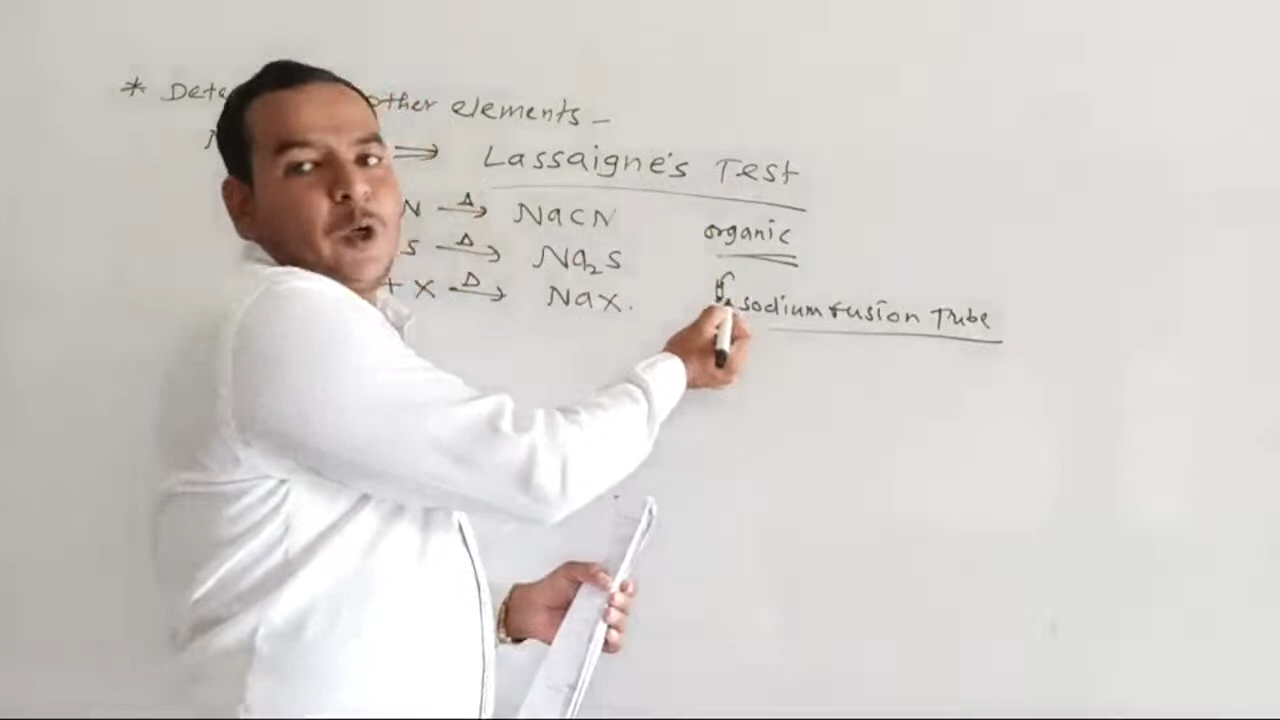 * Dete other elements -
⇒ Lassaigne's Test
N Δ→ NaCN
S Δ→ Na₂S
+ X Δ→ NaX.
organic
sodium fusion Tube